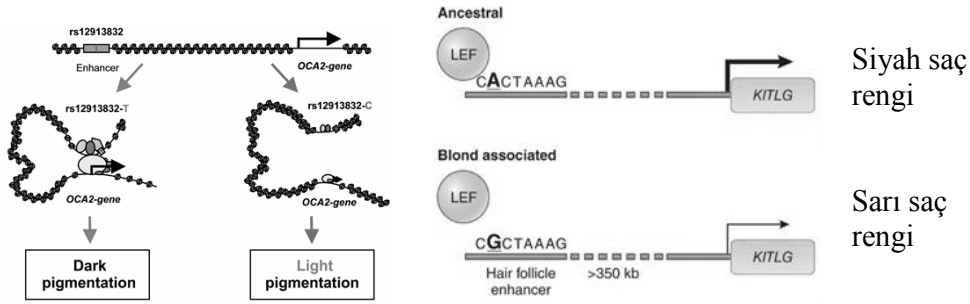 rs12913832
Enhancer
OCA2-gene
rs12913832-T
rs12913832-C
OCA2-gene
OCA2-gene
Dark
pigmentation
Light
pigmentation
Ancestral
LEF
CACTAAAG
KITLG
Siyah saç
rengi
Blond associated
LEF
CGCTAAAG
KITLG
Hair follicle
enhancer
>350 kb
Sarı saç
rengi